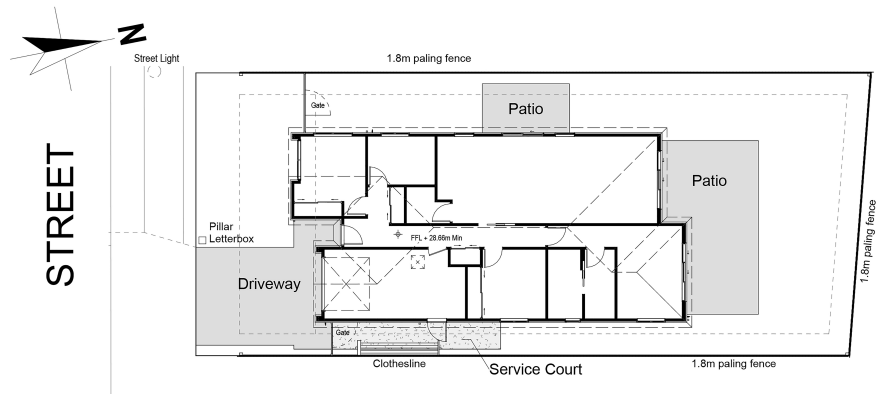 N
Street Light
1.8m paling fence
Gate
Patio
STREET
Patio
Pillar
Letterbox
FFL + 28.66m Min
1.8m paling fence
Driveway
Gate
Clothesline
Service Court
1.8m paling fence